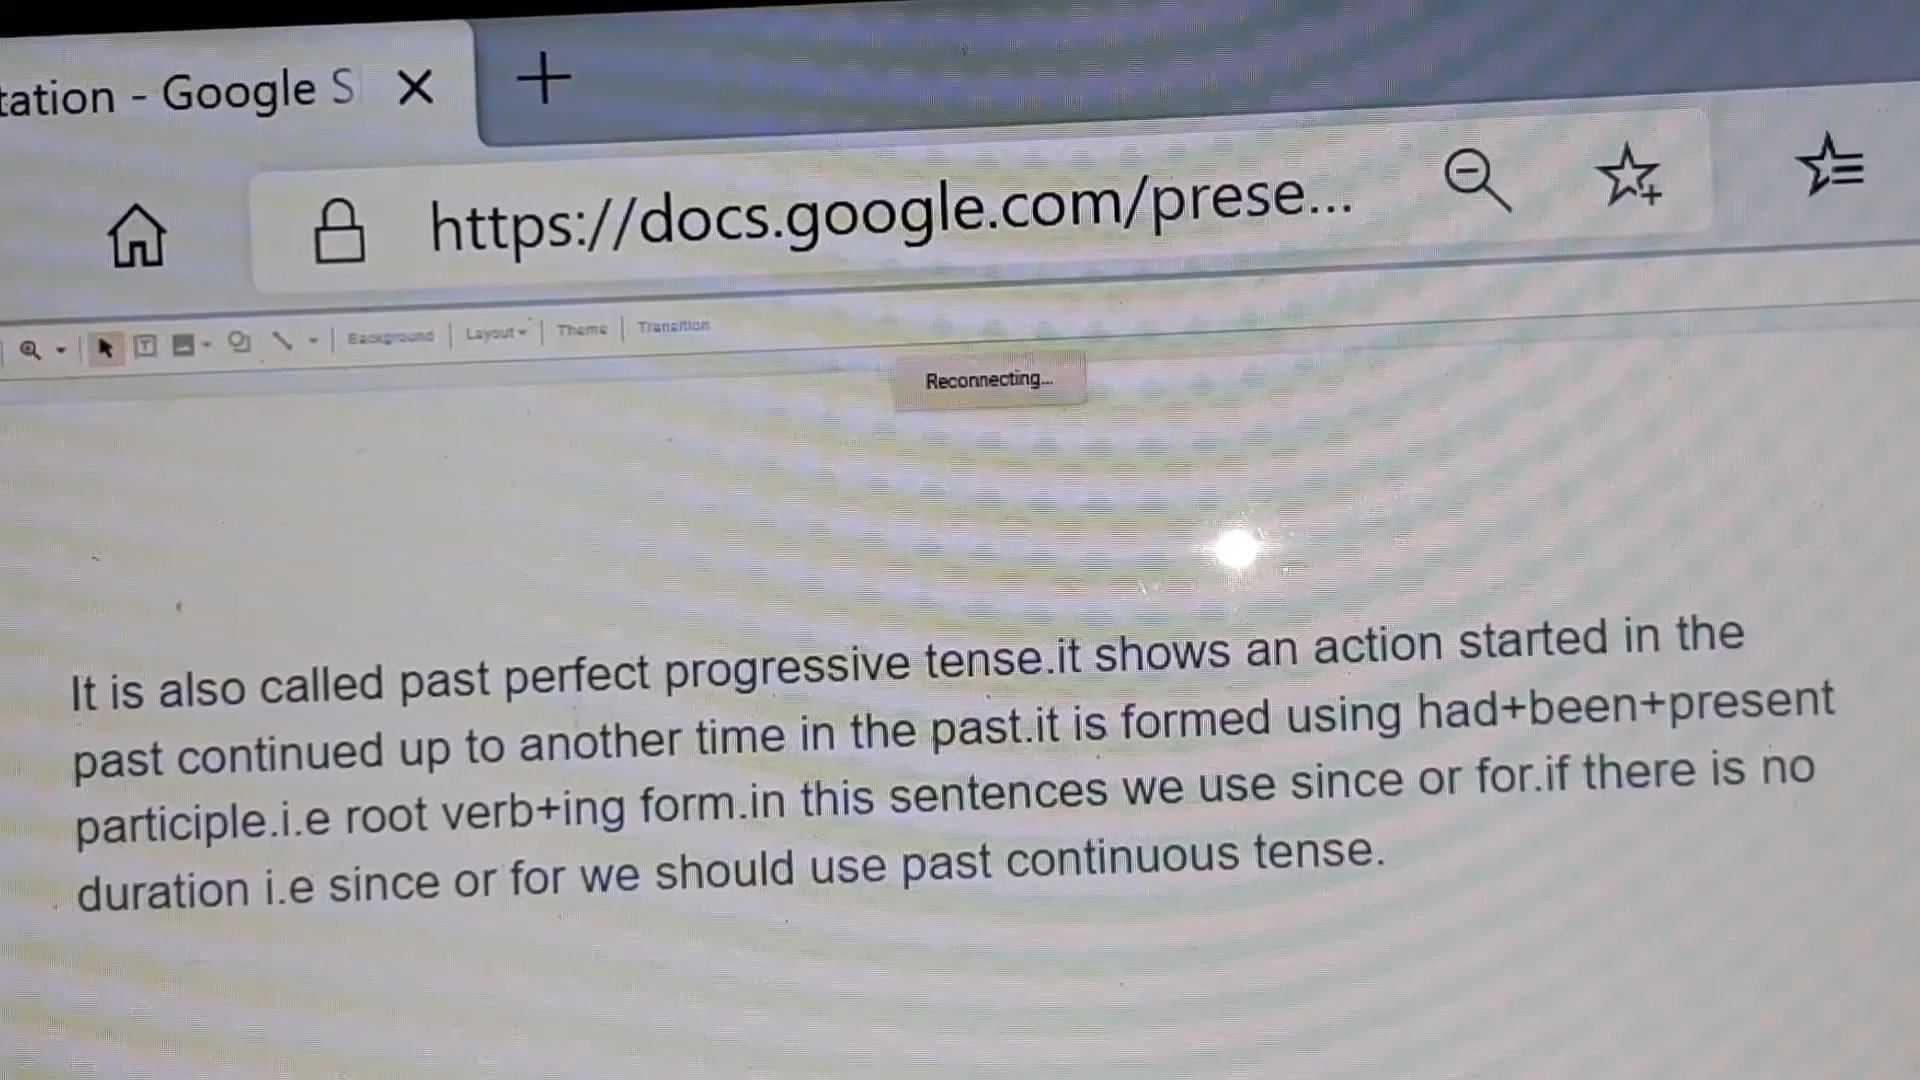 tation - Google S
https://docs.google.com/prese...
Background Layout Theme Transition
Reconnecting...
It is also called past perfect progressive tense.it shows an action started in the
past continued up to another time in the past.it is formed using had+been+present
participle.i.e root verb+ing form.in this sentences we use since or for.if there is no
duration i.e since or for we should use past continuous tense.